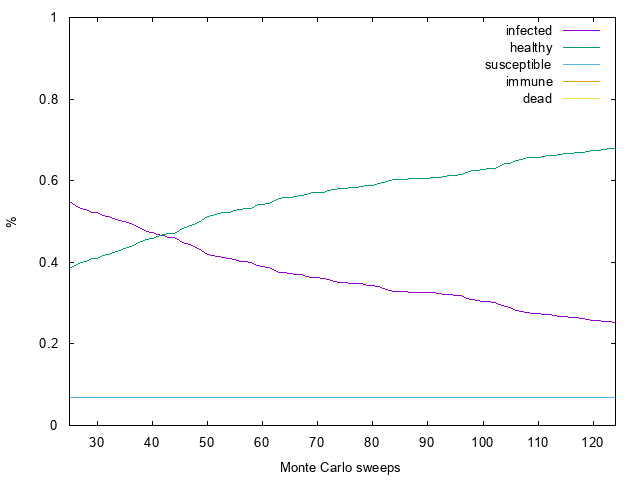 1
infected
healthy
susceptible
0.8
immune
dead
0.6
%
0.4
0.2
0
30 40 50 60 70 80 90 100 110 120
Monte Carlo sweeps